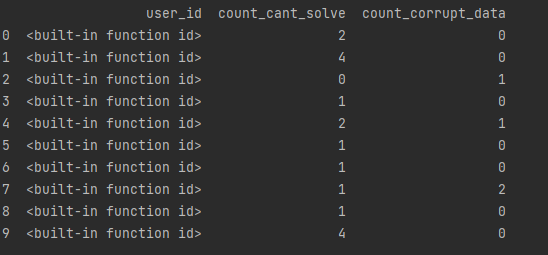 user_id count_cant_solve count_corrupt_data
0 <built-in function id> 2 0
1 <built-in function id> 4 0
2 <built-in function id> 0 1
3 <built-in function id> 1 0
4 <built-in function id> 2 1
5 <built-in function id> 1 0
6 <built-in function id> 1 0
7 <built-in function id> 1 2
8 <built-in function id> 1 0
9 <built-in function id> 4 0